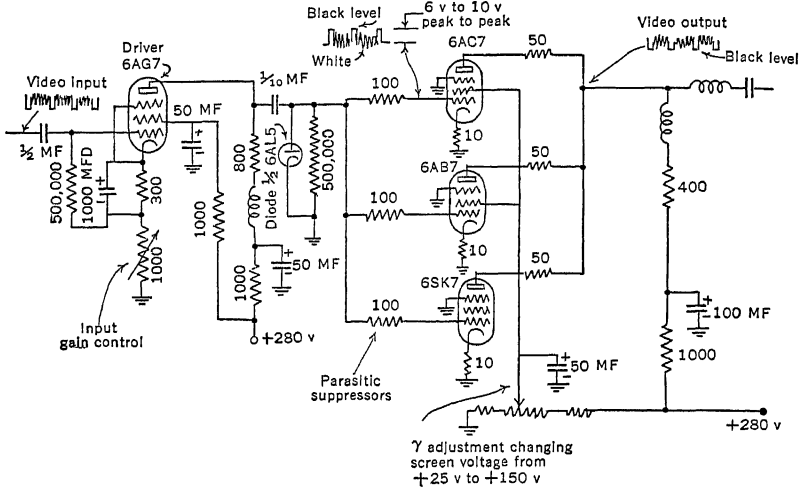 6 v to 10 v
peak to peak
Black level
White
Driver
6AG7
Video input
1/10 MF
50 MF
1/2 MF
500,000
1000 MFD
300
1000
Input
gain control
1000
800
Diode 1/2 6AL5
500,000
50 MF
1000
+280 v
100
100
100
Parasitic
suppressors
6AC7
10
6AB7
10
6SK7
10
50
50
50
Video output
Black level
400
100 MF
1000
50 MF
+280 v
γ adjustment changing
screen voltage from
+25 v to +150 v